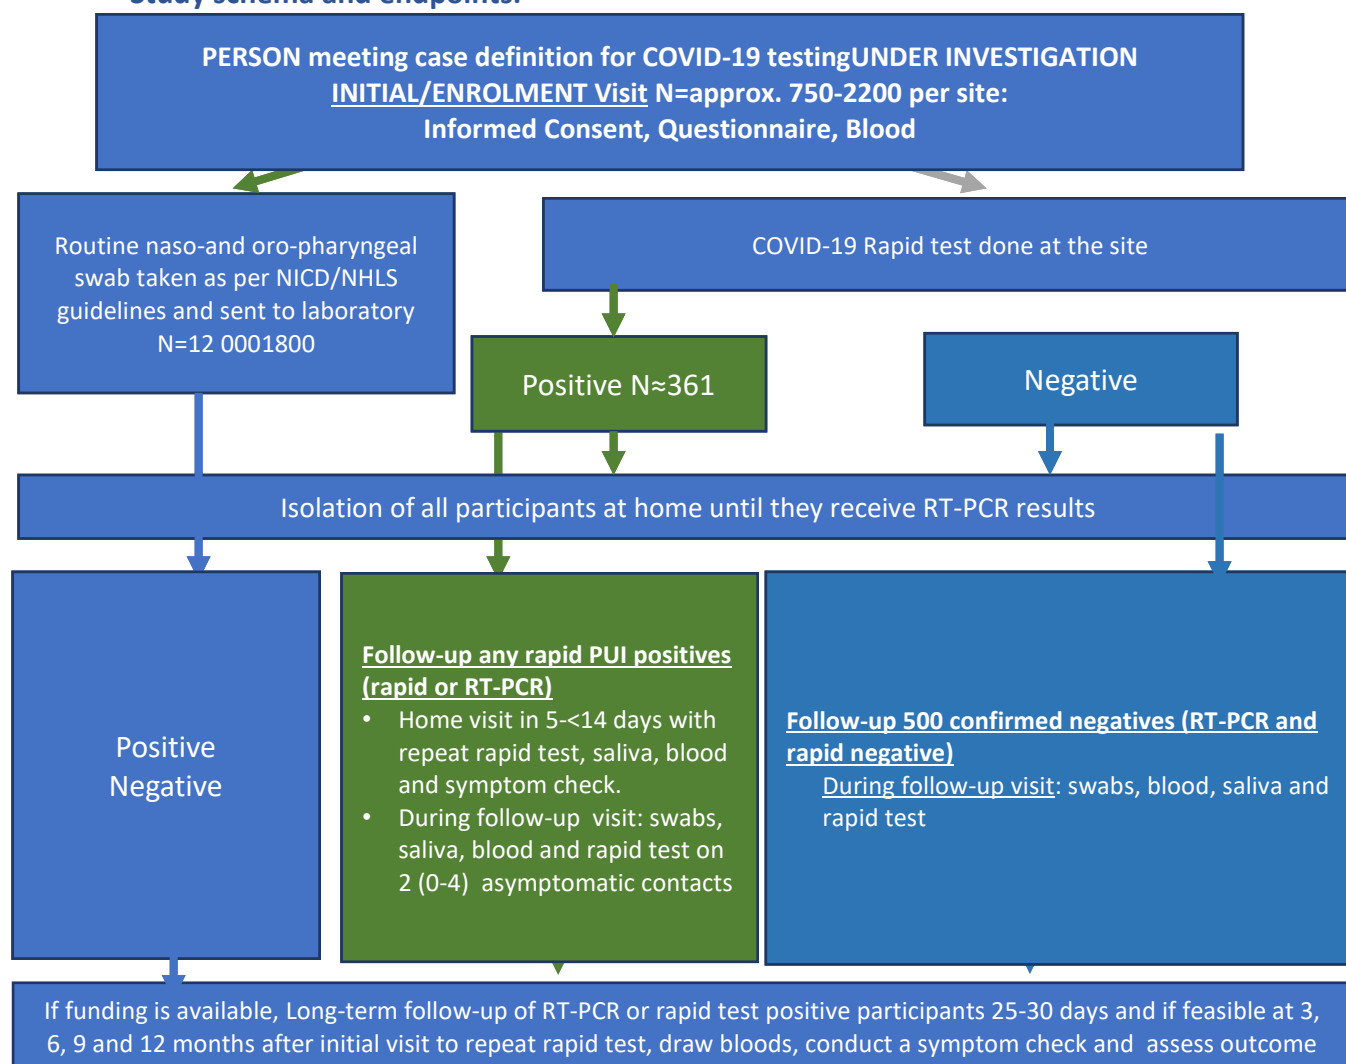 Study schema and endpoints:
PERSON meeting case definition for COVID-19 testingUNDER INVESTIGATION
INITIAL/ENROLMENT Visit N=approx. 750-2200 per site:
Informed Consent, Questionnaire, Blood
Routine naso-and oro-pharyngeal
swab taken as per NICD/NHLS
guidelines and sent to laboratory
N=12 0001800
COVID-19 Rapid test done at the site
Positive N≈361
Negative
Isolation of all participants at home until they receive RT-PCR results
Positive
Negative
Follow-up any rapid PUI positives
(rapid or RT-PCR)
• Home visit in 5-<14 days with
repeat rapid test, saliva, blood
and symptom check.
• During follow-up visit: swabs,
saliva, blood and rapid test on
2 (0-4) asymptomatic contacts
Follow-up 500 confirmed negatives (RT-PCR and
rapid negative)
During follow-up visit: swabs, blood, saliva and
rapid test
If funding is available, Long-term follow-up of RT-PCR or rapid test positive participants 25-30 days and if feasible at 3,
6, 9 and 12 months after initial visit to repeat rapid test, draw bloods, conduct a symptom check and assess outcome